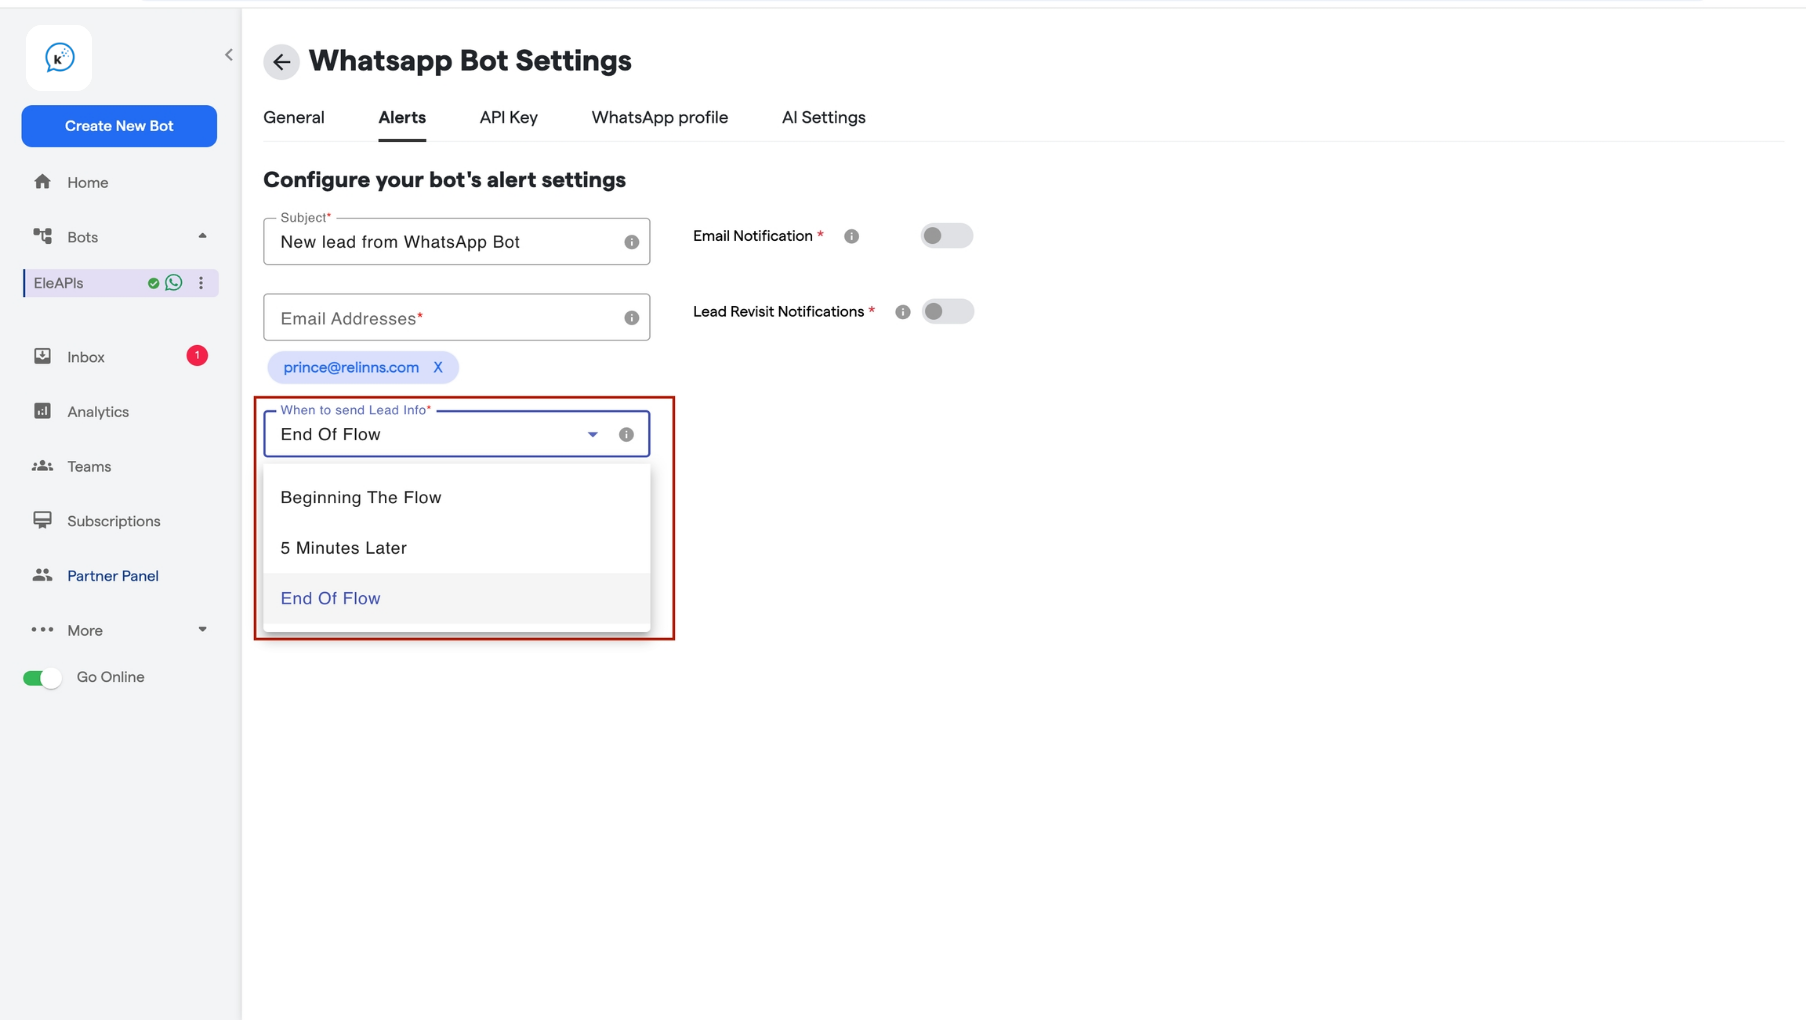 K
Create New Bot
Home
Bots
EleAPIs
Inbox
1
Analytics
Teams
Subscriptions
Partner Panel
More
Go Online
Whatsapp Bot Settings
General
Alerts
API Key
WhatsApp profile
AI Settings
Configure your bot's alert settings
Subject*
New lead from WhatsApp Bot
Email Notification *
Email Addresses*
Lead Revisit Notifications *
prince@relinns.com X
When to send Lead Info*
End Of Flow
Beginning The Flow
5 Minutes Later
End Of Flow